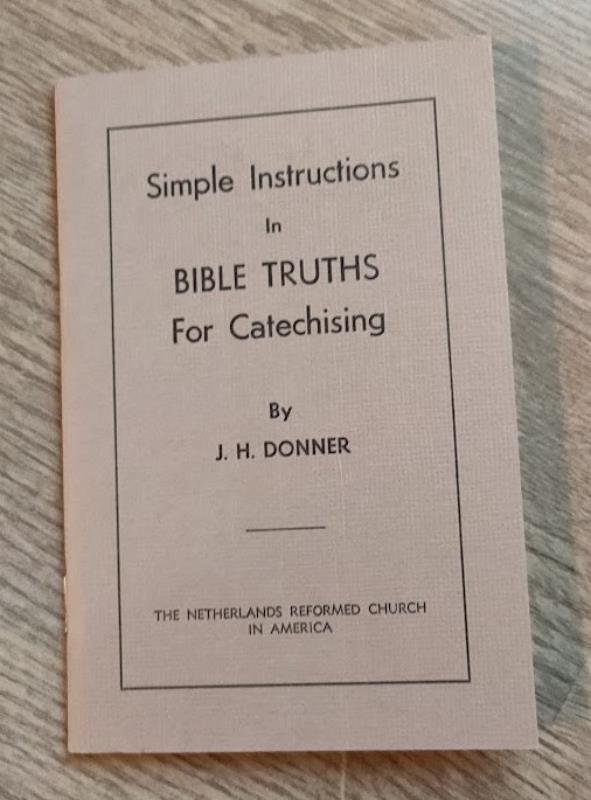 Simple Instructions
In
BIBLE TRUTHS
For Catechising
By
J. H. DONNER
THE NETHERLANDS REFORMED CHURCH
IN AMERICA